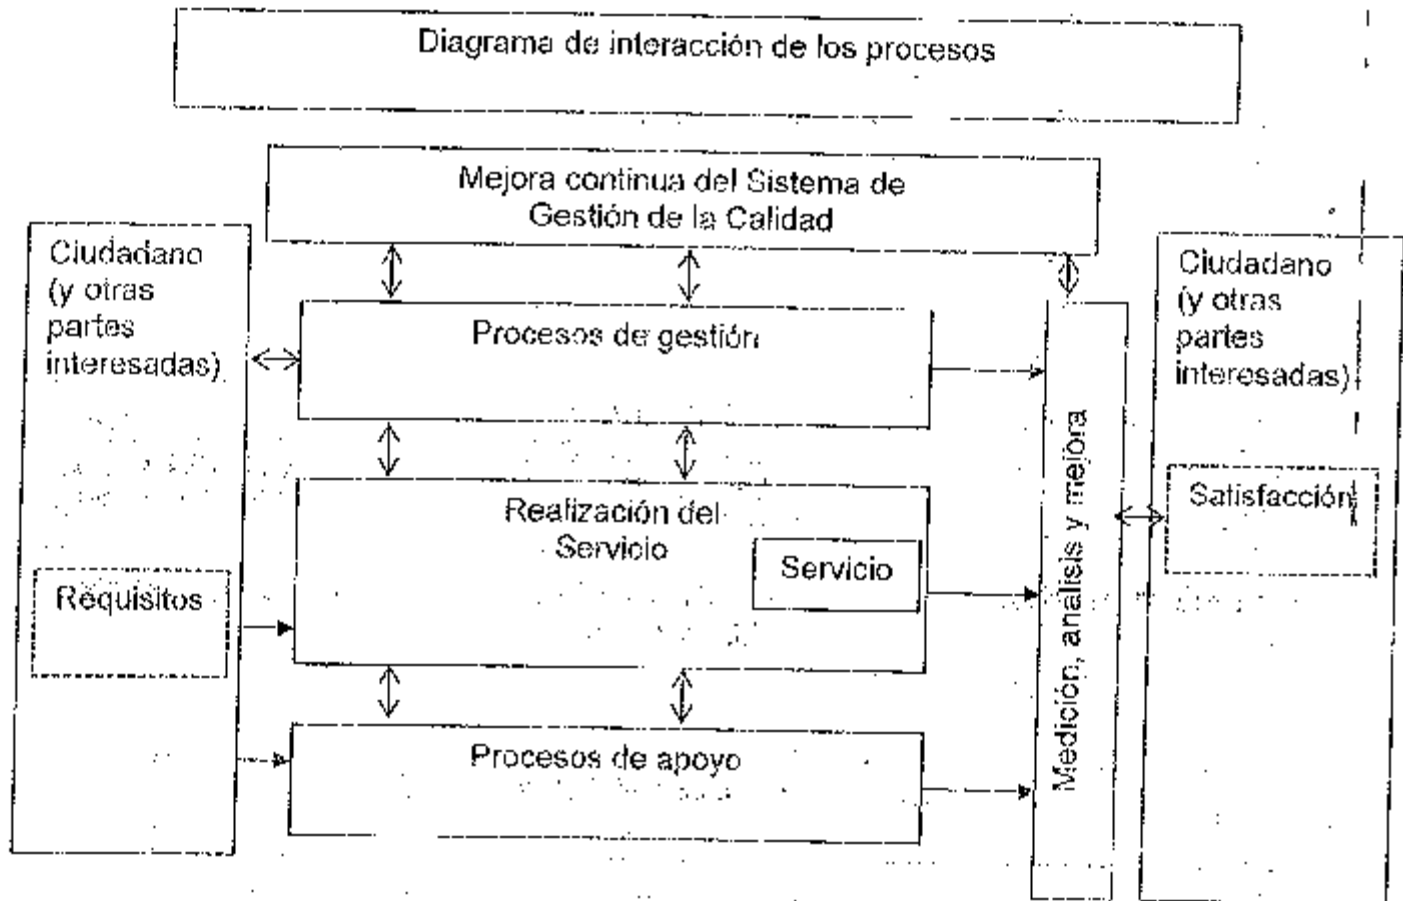 Diagrama de interacción de los procesos
Mejora continua del Sistema de
Gestión de la Calidad
Ciudadano
(y otras
partes
interesadas)
Requisitos
Procesos de gestión
Realización del
Servicio
Servicio
Procesos de apoyo
Medición, análisis y mejora
Ciudadano
(y otras
partes
interesadas)
Satisfacción